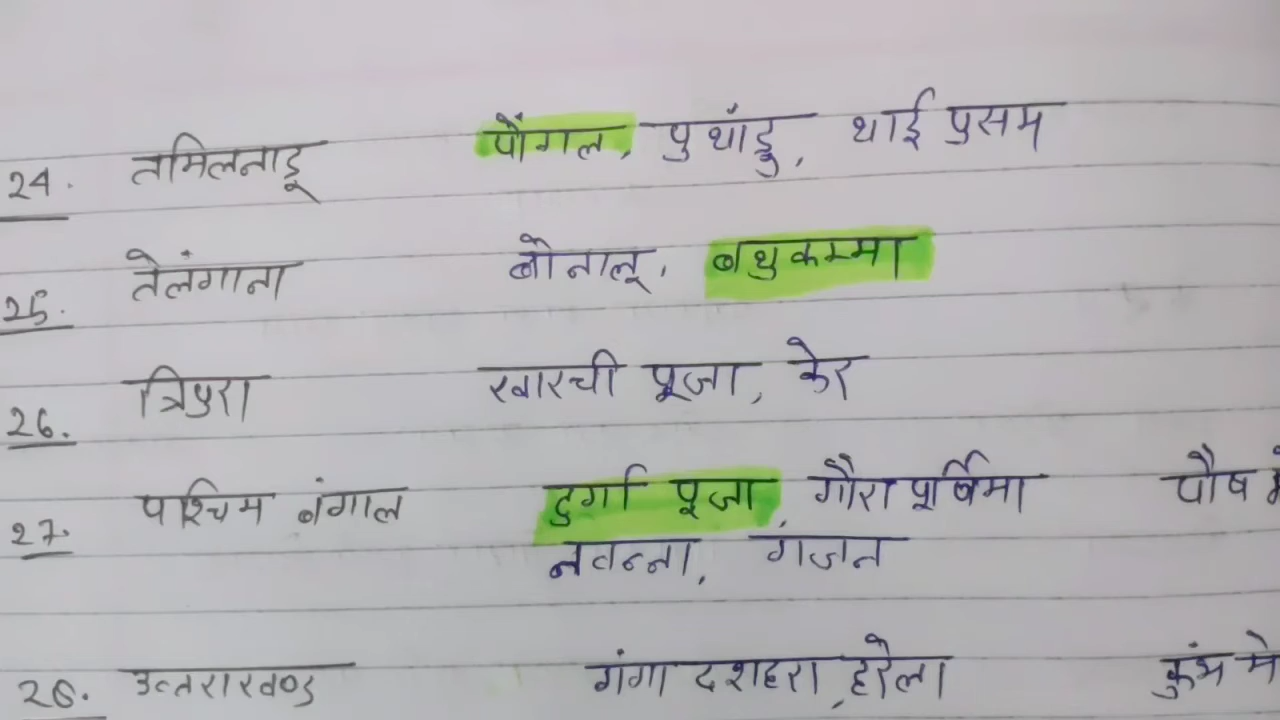 24. तमिलनाडू पोंगल, पुथांडु, थाई पुसम
25. तेलंगाना बोनालू, बथुकम्मा
26. त्रिपुरा खारची पूजा, केर
27. पश्चिम बंगाल दुर्गा पूजा, गौरा पूर्णिमा पौष
नवन्ना, गंजन
28. उत्तराखण्ड गंगा दशहरा, हरेला कुंभ मे